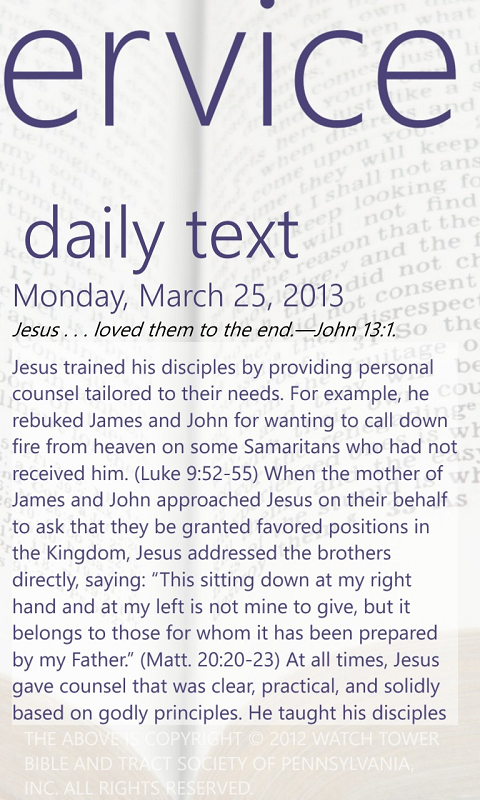 ervice
daily text
Monday, March 25, 2013
Jesus . . . loved them to the end.—John 13:1.
Jesus trained his disciples by providing personal
counsel tailored to their needs. For example, he
rebuked James and John for wanting to call down
fire from heaven on some Samaritans who had not
received him. (Luke 9:52-55) When the mother of
James and John approached Jesus on their behalf
to ask that they be granted favored positions in
the Kingdom, Jesus addressed the brothers
directly, saying: “This sitting down at my right
hand and at my left is not mine to give, but it
belongs to those for whom it has been prepared
by my Father.” (Matt. 20:20-23) At all times, Jesus
gave counsel that was clear, practical, and solidly
based on godly principles. He taught his disciples
THE ABOVE IS COPYRIGHT © 2012 WATCH TOWER
BIBLE AND TRACT SOCIETY OF PENNSYLVANIA,
INC. ALL RIGHTS RESERVED.